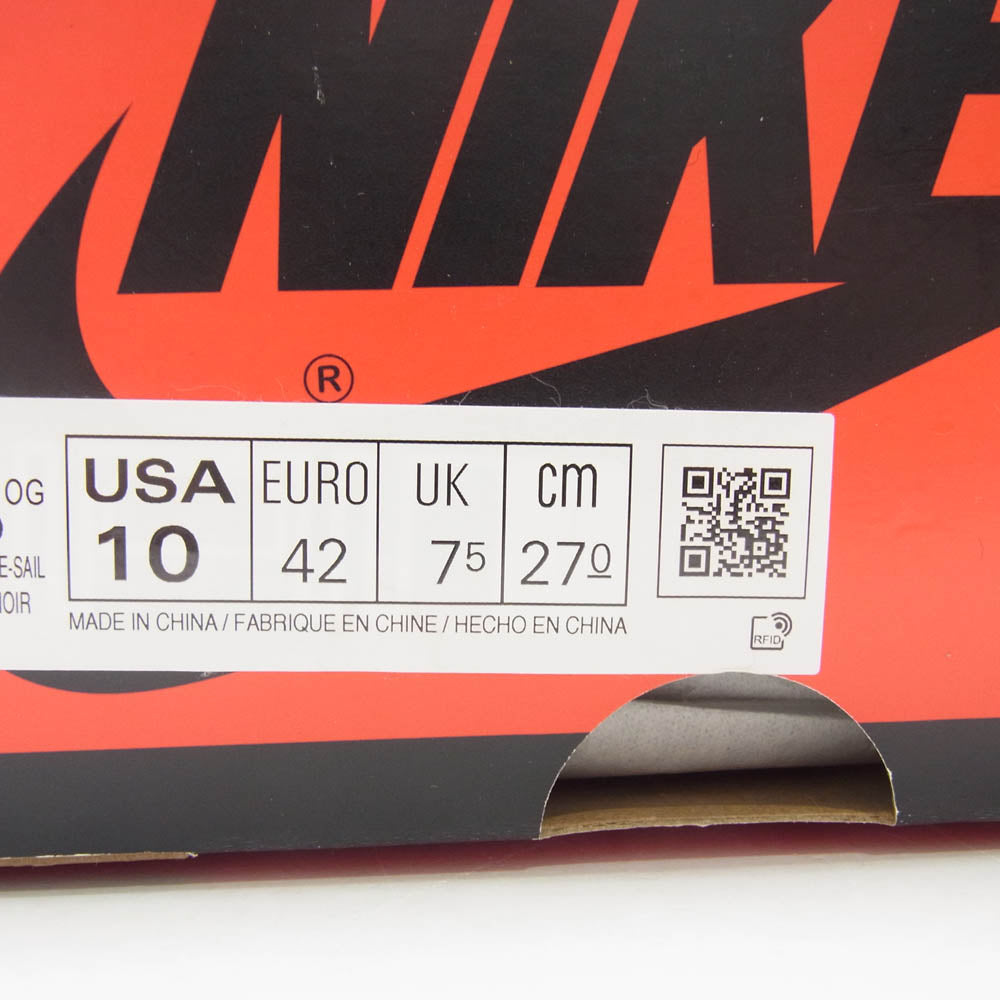 NIKE
®
OG
E-SAIL
NOIR
USA EURO UK cm
10 42 75 270
MADE IN CHINA / FABRIQUE EN CHINE / HECHO EN CHINA
RFID